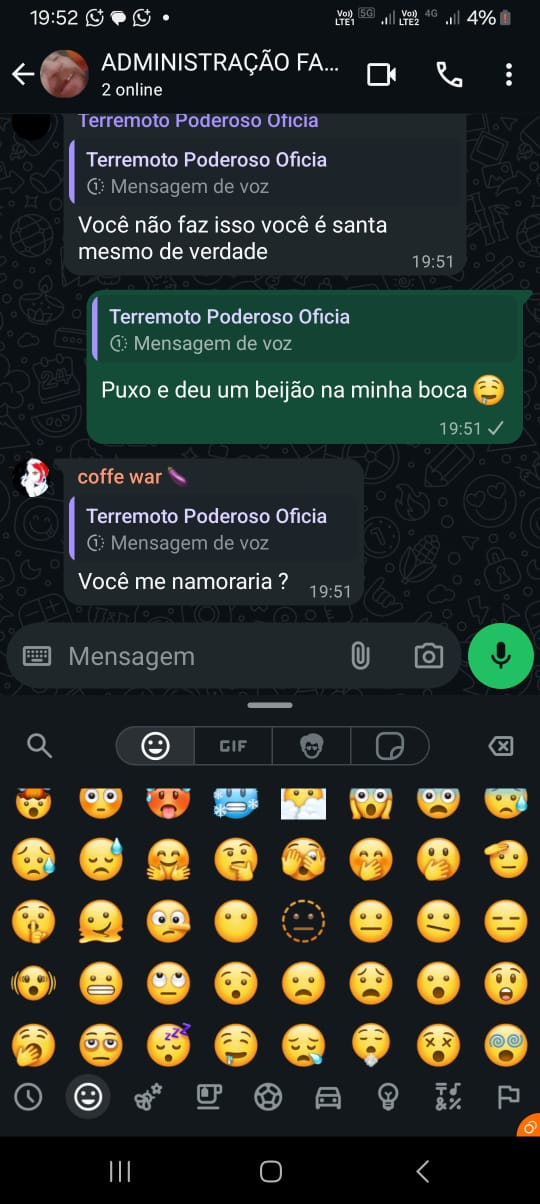 19:52
Vo)) LTE1 5G Vo)) LTE2 4G 4%
ADMINISTRAÇÃO FA...
2 online
Terremoto Poderoso Oficia
Terremoto Poderoso Oficia
Mensagem de voz
Você não faz isso você é santa
mesmo de verdade
19:51
Terremoto Poderoso Oficia
Mensagem de voz
Puxo e deu um beijão na minha boca 🤤
19:51
coffe war 🍆
Terremoto Poderoso Oficia
Mensagem de voz
Você me namoraria ?
19:51
Mensagem
GIF